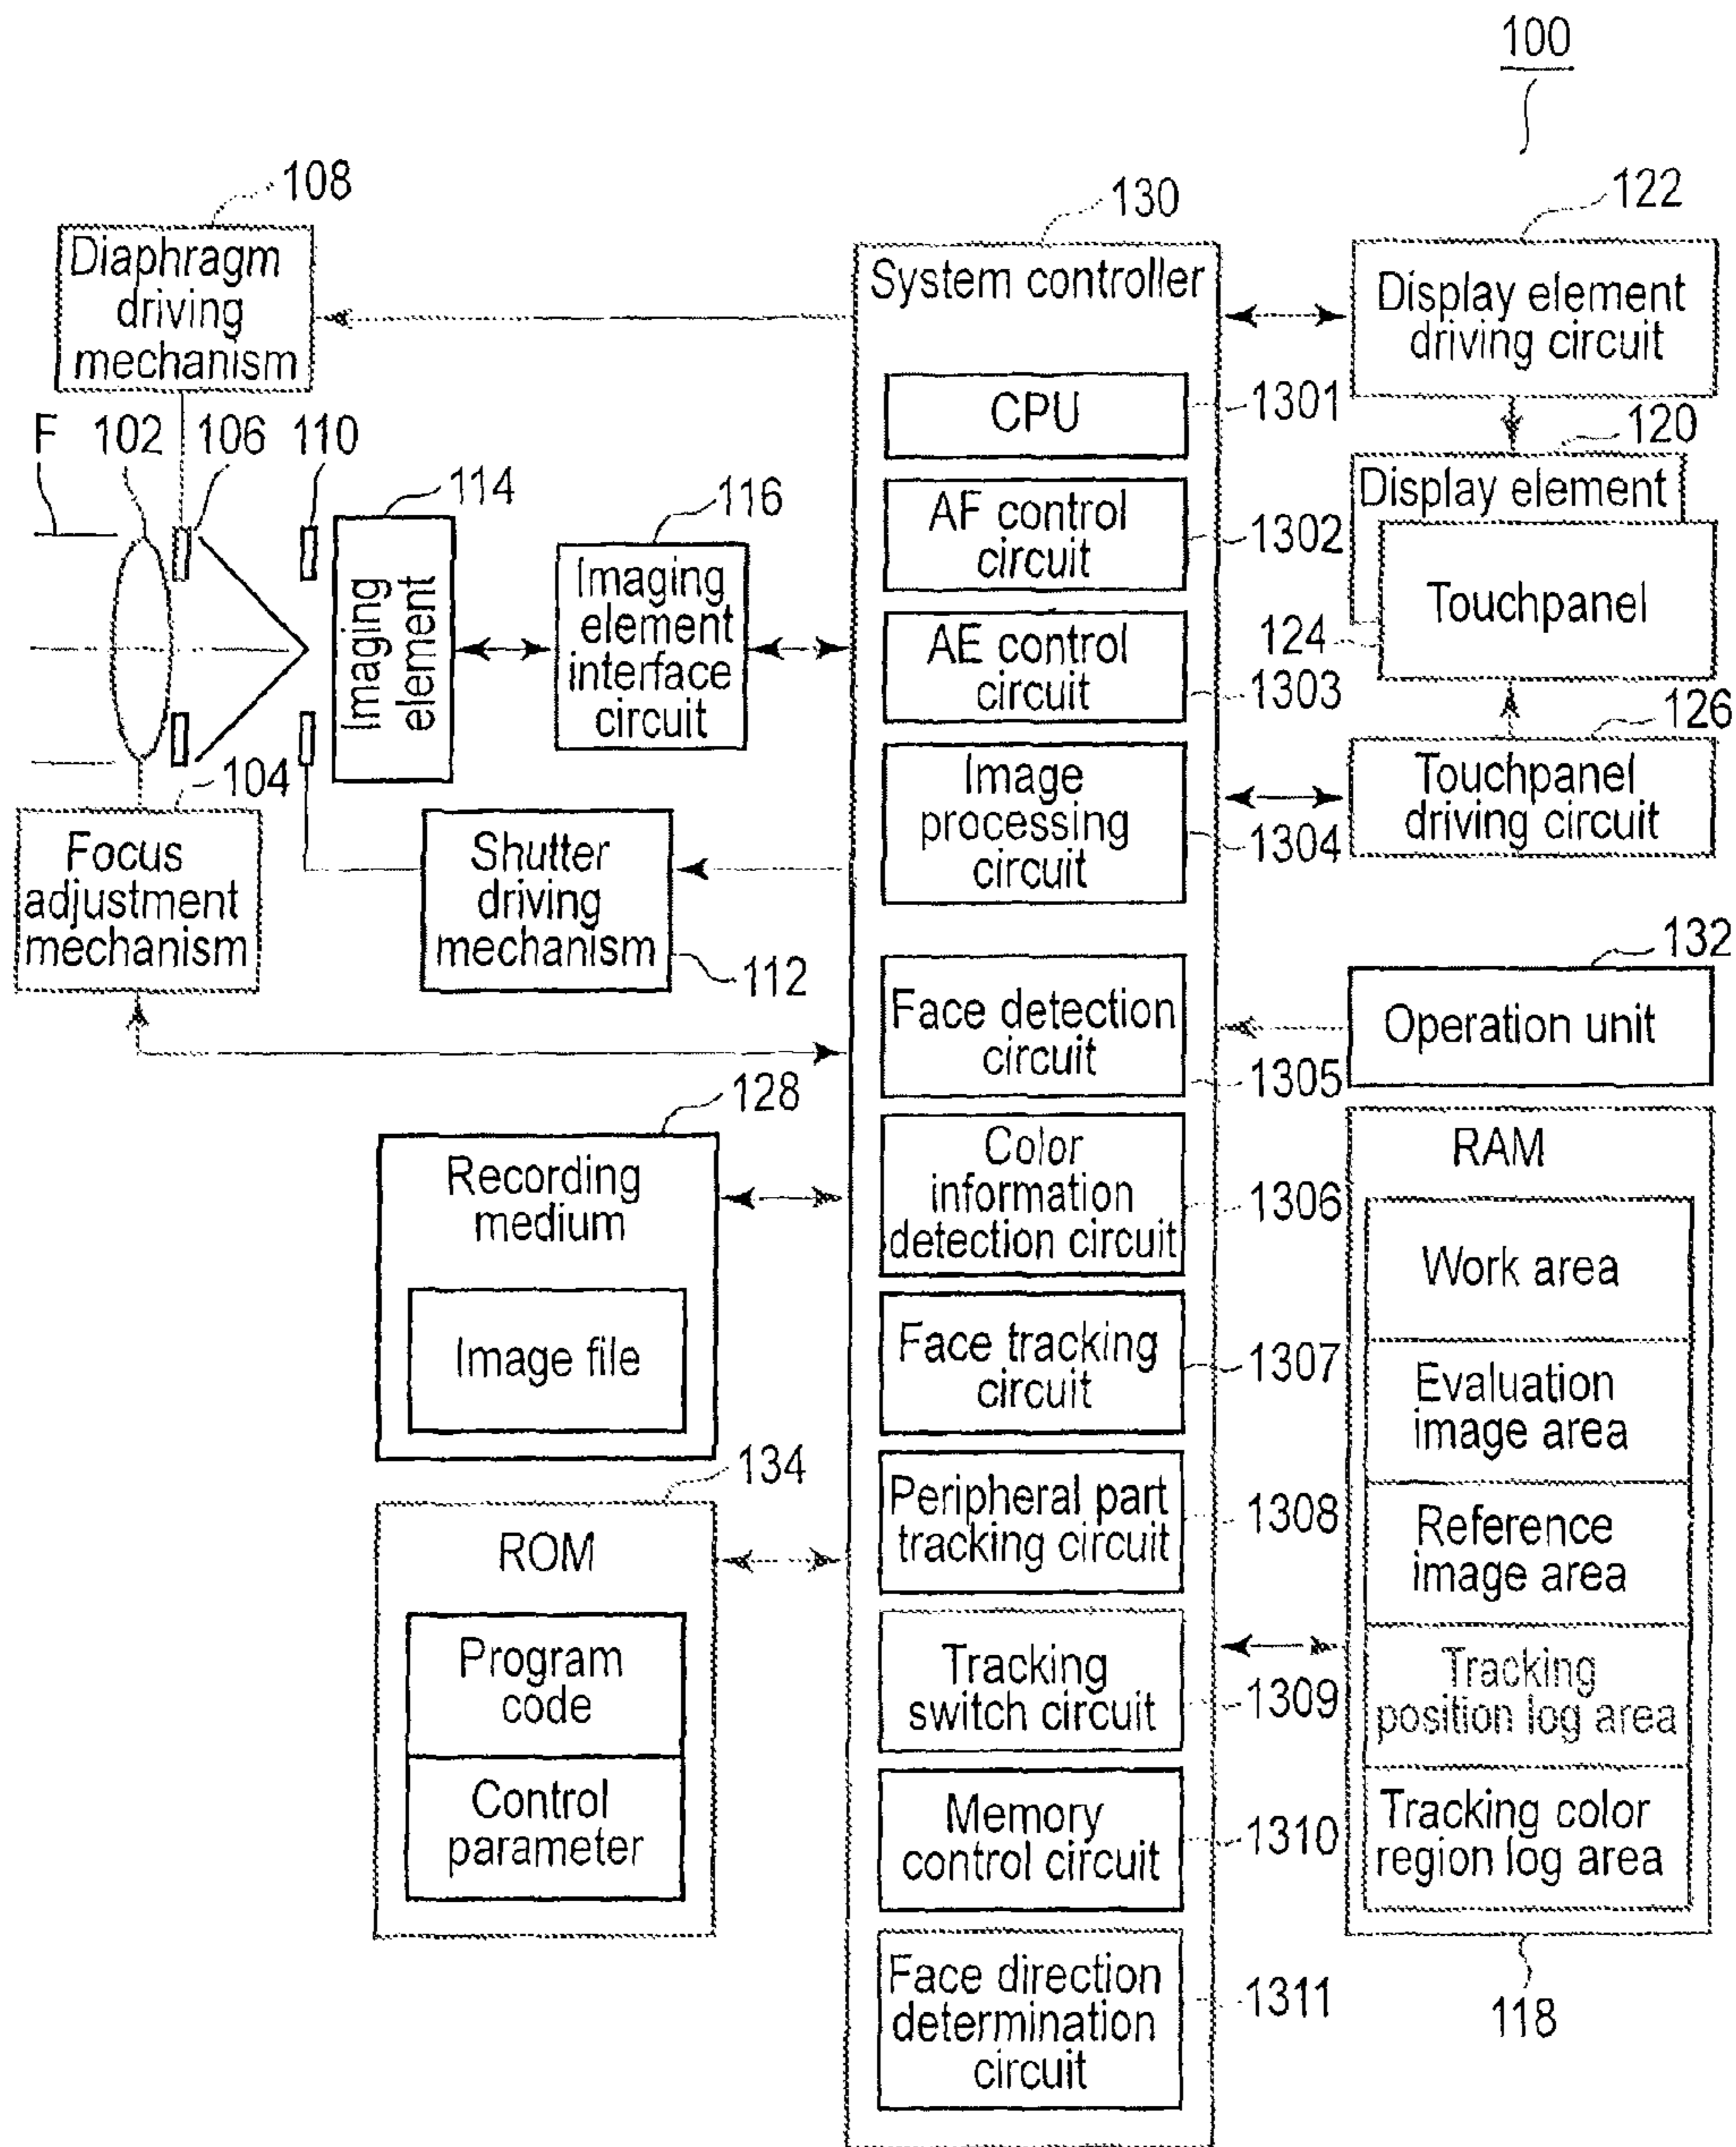 100
108
Diaphragm
driving
mechanism
F
102
106
110
114
Imaging
element
116
Imaging
element
interface
circuit
104
Focus
adjustment
mechanism
Shutter
driving
mechanism
112
128
Recording
medium
Image file
134
ROM
Program
code
Control
parameter
130
System controller
CPU
1301
AF control
circuit
1302
AE control
circuit
1303
Image
processing
circuit
1304
Face detection
circuit
1305
Color
information
detection circuit
1306
Face tracking
circuit
1307
Peripheral part
tracking circuit
1308
Tracking
switch circuit
1309
Memory
control circuit
1310
Face direction
determination
circuit
1311
122
Display element
driving circuit
120
Display element
Touchpanel
124
126
Touchpanel
driving circuit
132
Operation unit
RAM
Work area
Evaluation
image area
Reference
image area
Tracking
position log area
Tracking color
region log area
118